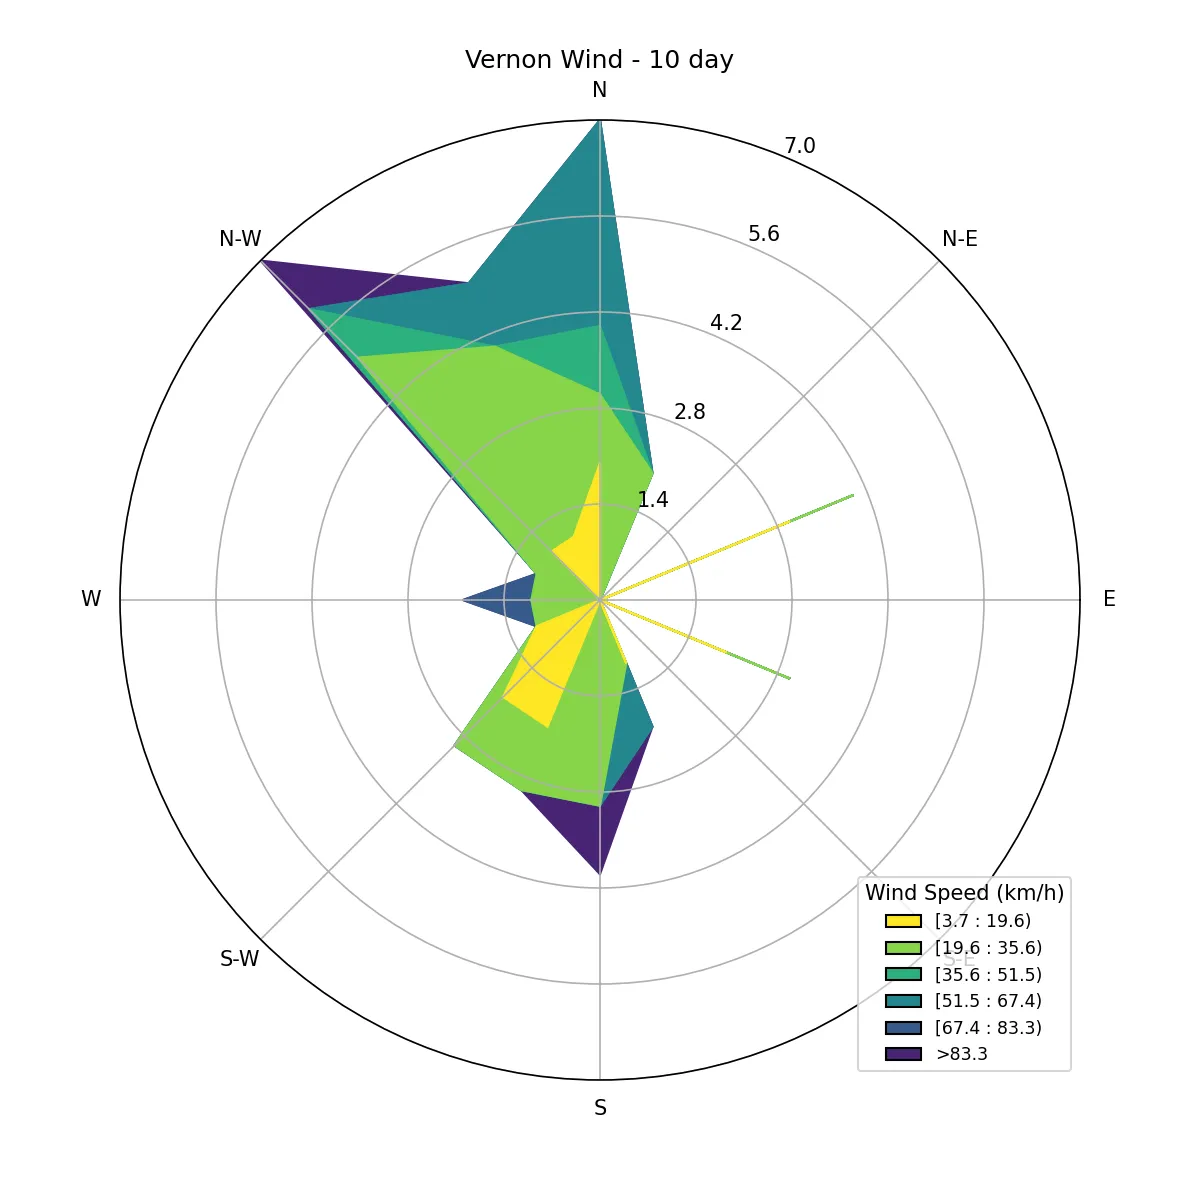 Vernon Wind - 10 day
N
7.0
N-W
5.6
N-E
4.2
2.8
1.4
W
E
Wind Speed (km/h)
[3.7 : 19.6)
[19.6 : 35.6)
S-W
S-E
[35.6 : 51.5)
[51.5 : 67.4)
[67.4 : 83.3)
>83.3
S